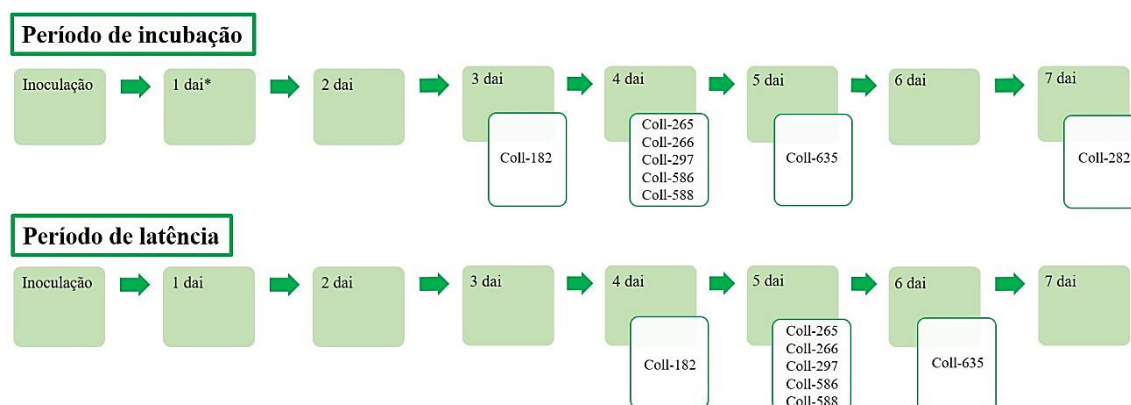 Período de incubação
Inoculação
1 dai*
2 dai
3 dai
4 dai
5 dai
6 dai
7 dai
Coll-182
Coll-265
Coll-266
Coll-297
Coll-586
Coll-588
Coll-635
Coll-282
Período de latência
Inoculação
1 dai
2 dai
3 dai
4 dai
5 dai
6 dai
7 dai
Coll-182
Coll-265
Coll-266
Coll-297
Coll-586
Coll-588
Coll-635